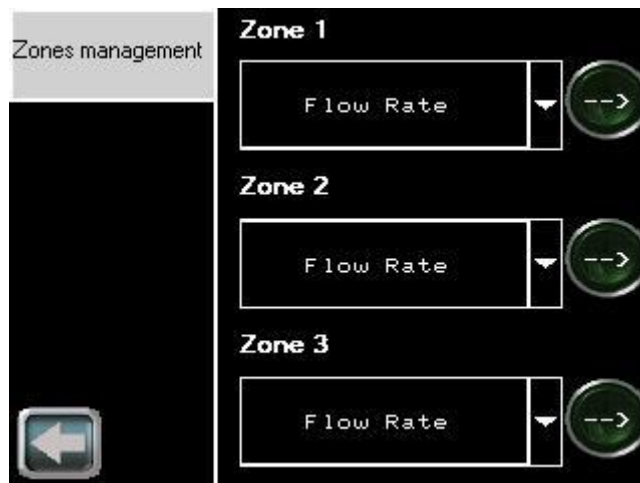 Zones management
Zone 1
Flow Rate
-->
Zone 2
Flow Rate
-->
Zone 3
Flow Rate
-->